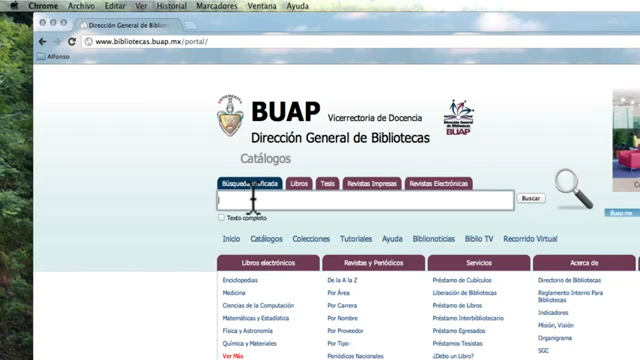 Chrome Archivo Editar Ver Historial Marcadores Ventana Ayuda
Dirección General de Bibliot
www.bibliotecas.buap.mx/portal/
Alfonso
BUAP Vicerrectoria de Docencia
Dirección General de Bibliotecas
BUAP
Catálogos
Libros Tesis Revistas Impresas Revistas Electrónicas
Buscar
Texto completo
Buap.mx
Inicio Catálogos Colecciones Tutoriales Ayuda Biblionoticias Biblio TV Recorrido Virtual
Libros electrónicos Revistas y Periódicos Servicios Acerca de
Enciclopedias De la A a la Z Préstamo de Cubículos Directorio de Bibliotecas
Medicina Por Área Liberación de Bibliotecas Reglamento Interno Para Bibliotecas
Ciencias de la Computación Por Carrera Préstamo de Libros Indicadores
Matemáticas y Estadística Por Nombre Préstamo Interbibliotecario Misión, Visión
Física y Astronomía Por Proveedor Préstamo Egresados Organigrama
Química y Materiales Por Tipo Préstamos Tesistas SGC
Ver Más Periódicos Nacionales ¿Debo un Libro?